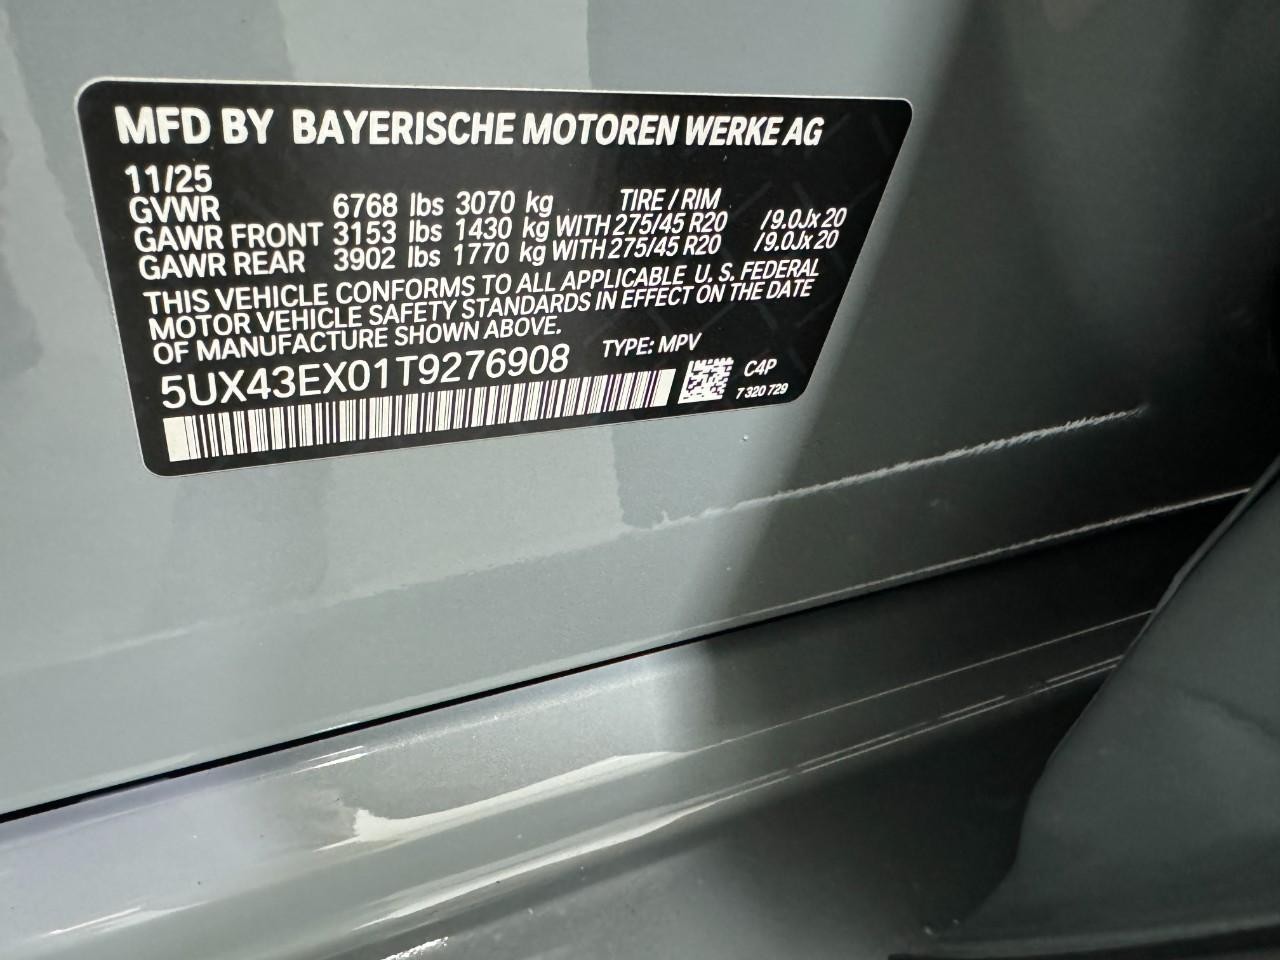 MFD BY BAYERISCHE MOTOREN WERKE AG
11/25
GVWR 6768 lbs 3070 kg TIRE / RIM
GAWR FRONT 3153 lbs 1430 kg WITH 275/45 R20 /9.0Jx20
GAWR REAR 3902 lbs 1770 kg WITH 275/45 R20 /9.0Jx20
THIS VEHICLE CONFORMS TO ALL APPLICABLE U. S. FEDERAL
MOTOR VEHICLE SAFETY STANDARDS IN EFFECT ON THE DATE
OF MANUFACTURE SHOWN ABOVE.
5UX43EX01T9276908 TYPE: MPV
C4P
7 320 729